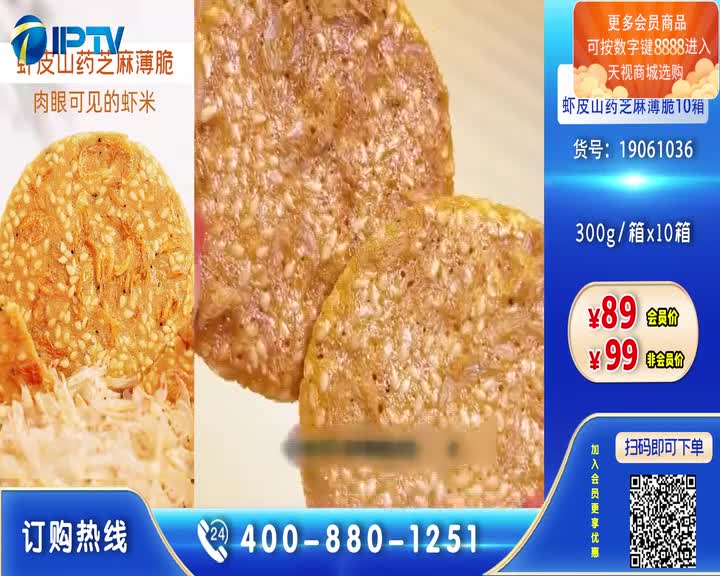 IPTV
虾皮山药芝麻薄脆
肉眼可见的虾米
更多会员商品
可按数字键8888进入
天视商城选购
虾皮山药芝麻薄脆10箱
货号：19061036
300g/箱x10箱
¥89 会员价
¥99 非会员价
加入会员更享优惠
扫码即可下单
订购热线
24
400-880-1251